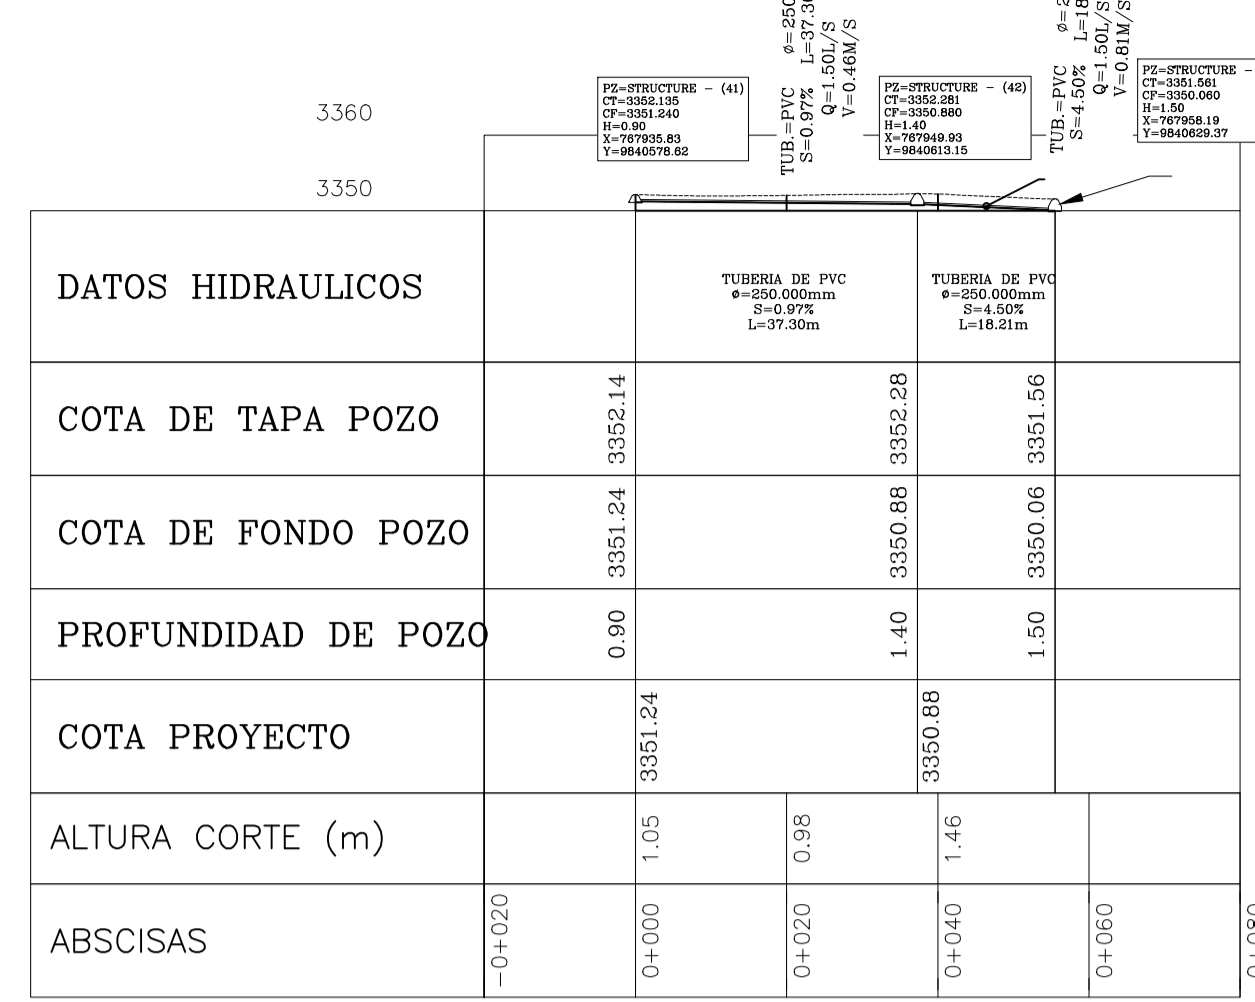 TUB.=PVC ø=250
S=0.97% L=37.30
Q=1.50L/S
V=0.46M/S
TUB.=PVC
S=4.50% L=18
Q=1.50L/S
V=0.81M/S
PZ=STRUCTURE - (41)
CT=3352.135
CF=3351.240
H=0.90
X=767935.83
Y=9840578.62
PZ=STRUCTURE - (42)
CT=3352.281
CF=3350.880
H=1.40
X=767949.93
Y=9840613.15
PZ=STRUCTURE -
CT=3351.561
CF=3350.060
H=1.50
X=767958.19
Y=9840629.37
3360
3350
DATOS HIDRAULICOS
TUBERIA DE PVC
ø=250.000mm
S=0.97%
L=37.30m
TUBERIA DE PVC
ø=250.000mm
S=4.50%
L=18.21m
COTA DE TAPA POZO
3352.14
3352.28
3351.56
COTA DE FONDO POZO
3351.24
3350.88
3350.06
PROFUNDIDAD DE POZO
0.90
1.40
1.50
COTA PROYECTO
3351.24
3350.88
ALTURA CORTE (m)
1.05
0.98
1.46
ABSCISAS
-0+020
0+000
0+020
0+040
0+060
0+080